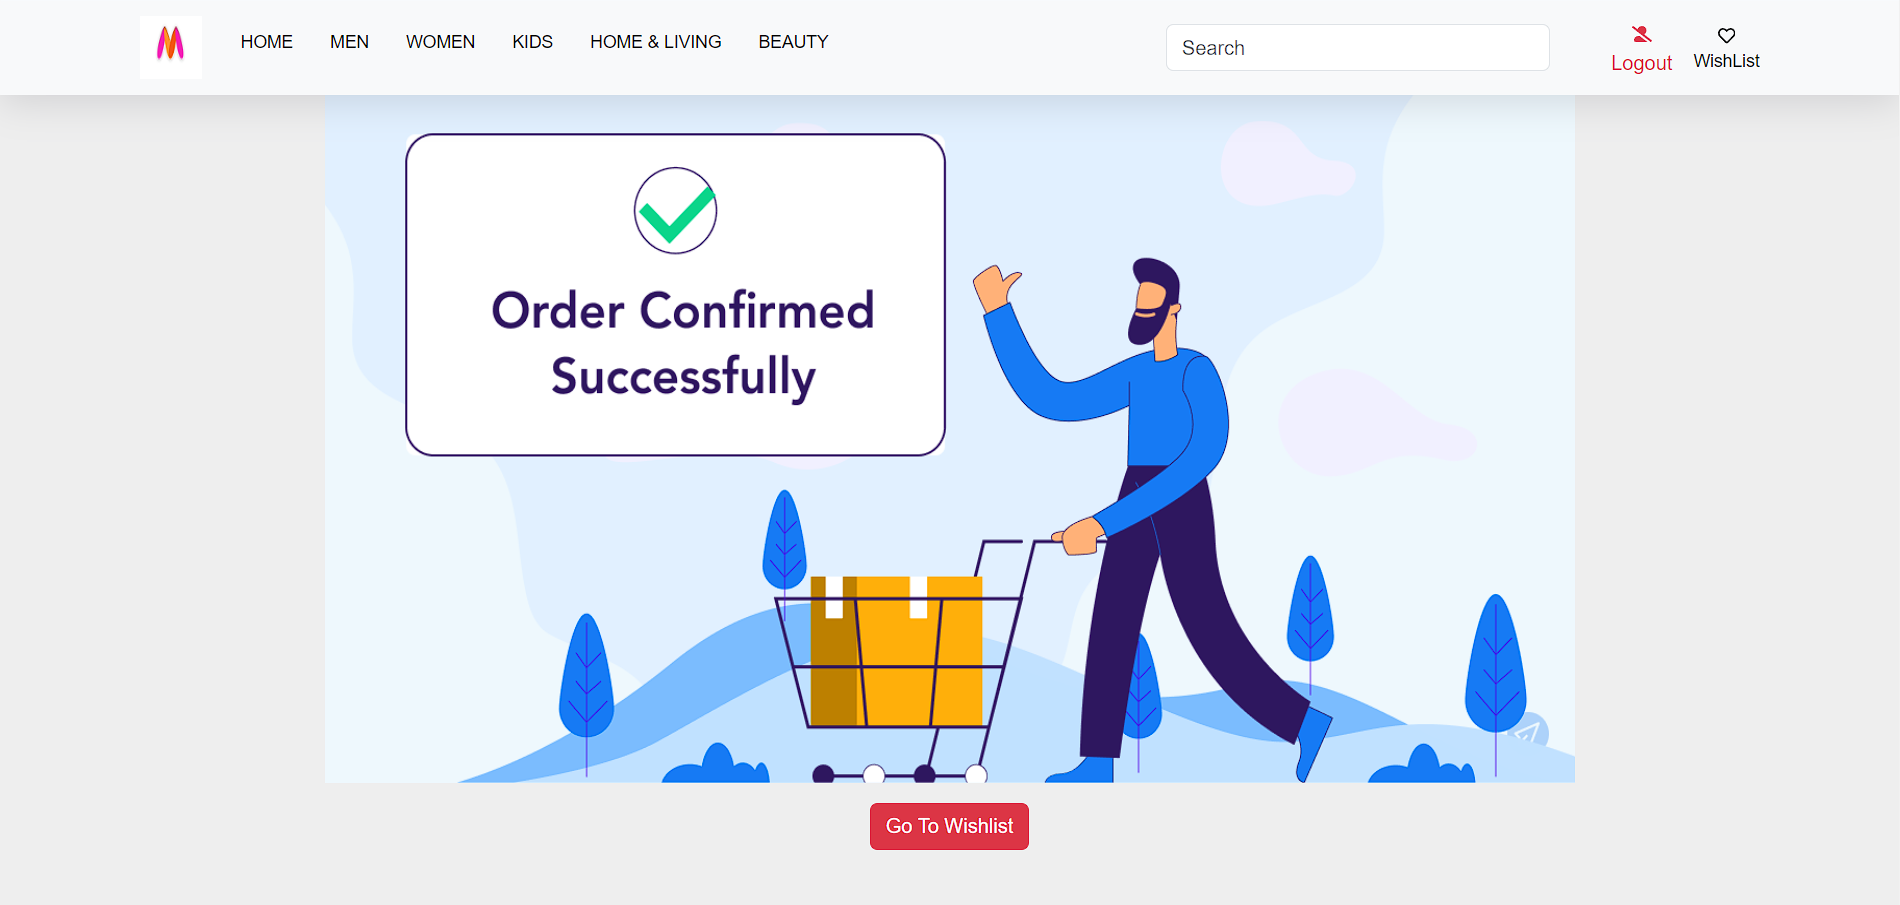 HOME MEN WOMEN KIDS HOME & LIVING BEAUTY Search Logout WishList
Order Confirmed
Successfully
Go To Wishlist